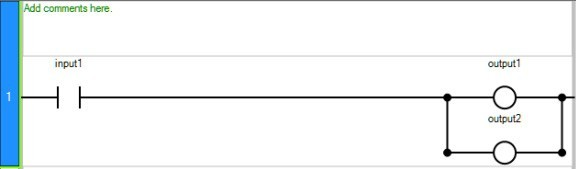 Add comments here.
input1
output1
1
output2